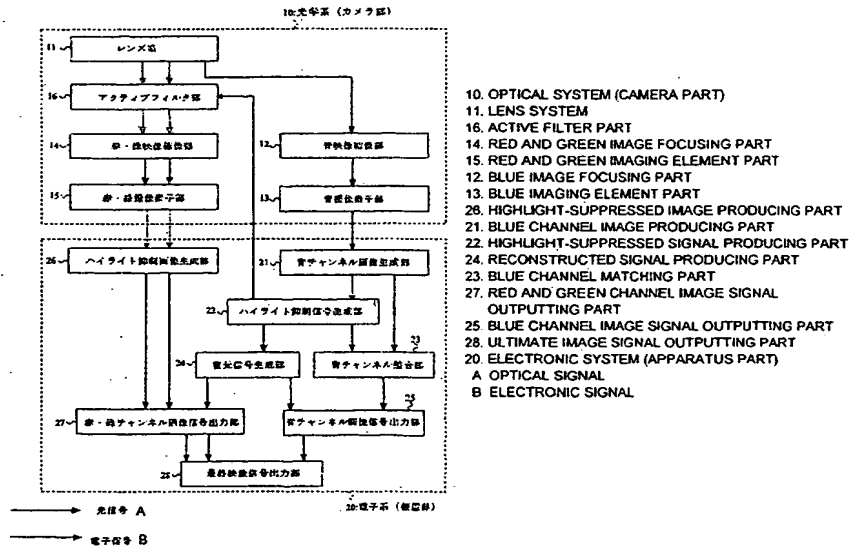 10:光学系 (カメラ部)
11 レンズ系
16 アクティブフィルタ部
14 赤・緑映像結像部
12 青映像結像部
15 赤・緑撮像素子部
13 青撮像素子部
26 ハイライト抑制画像生成部
21 青チャンネル画像生成部
22 ハイライト抑制信号生成部
24 復元信号生成部
23 青チャンネル整合部
27 赤・緑チャンネル画像信号出力部
25 青チャンネル画像信号出力部
28 最終映像信号出力部
20:電子系 (装置部)
光信号 A
電子信号 B
10. OPTICAL SYSTEM (CAMERA PART)
11. LENS SYSTEM
16. ACTIVE FILTER PART
14. RED AND GREEN IMAGE FOCUSING PART
15. RED AND GREEN IMAGING ELEMENT PART
12. BLUE IMAGE FOCUSING PART
13. BLUE IMAGING ELEMENT PART
26. HIGHLIGHT-SUPPRESSED IMAGE PRODUCING PART
21. BLUE CHANNEL IMAGE PRODUCING PART
22. HIGHLIGHT-SUPPRESSED SIGNAL PRODUCING PART
24. RECONSTRUCTED SIGNAL PRODUCING PART
23. BLUE CHANNEL MATCHING PART
27. RED AND GREEN CHANNEL IMAGE SIGNAL
OUTPUTTING PART
25. BLUE CHANNEL IMAGE SIGNAL OUTPUTTING PART
28. ULTIMATE IMAGE SIGNAL OUTPUTTING PART
20. ELECTRONIC SYSTEM (APPARATUS PART)
A OPTICAL SIGNAL
B ELECTRONIC SIGNAL